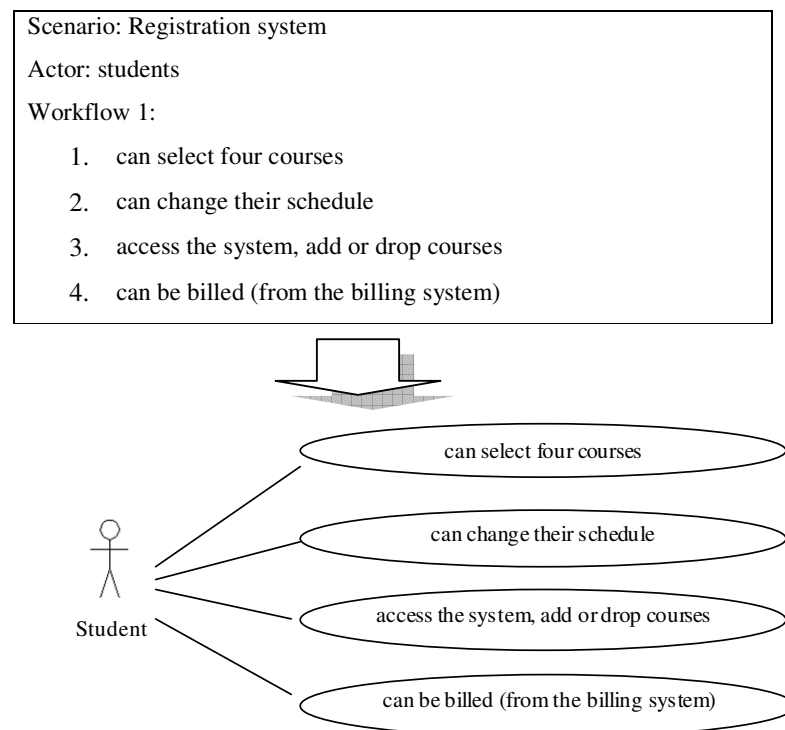 Scenario: Registration system
Actor: students
Workflow 1:
1. can select four courses
2. can change their schedule
3. access the system, add or drop courses
4. can be billed (from the billing system)
can select four courses
can change their schedule
access the system, add or drop courses
Student
can be billed (from the billing system)